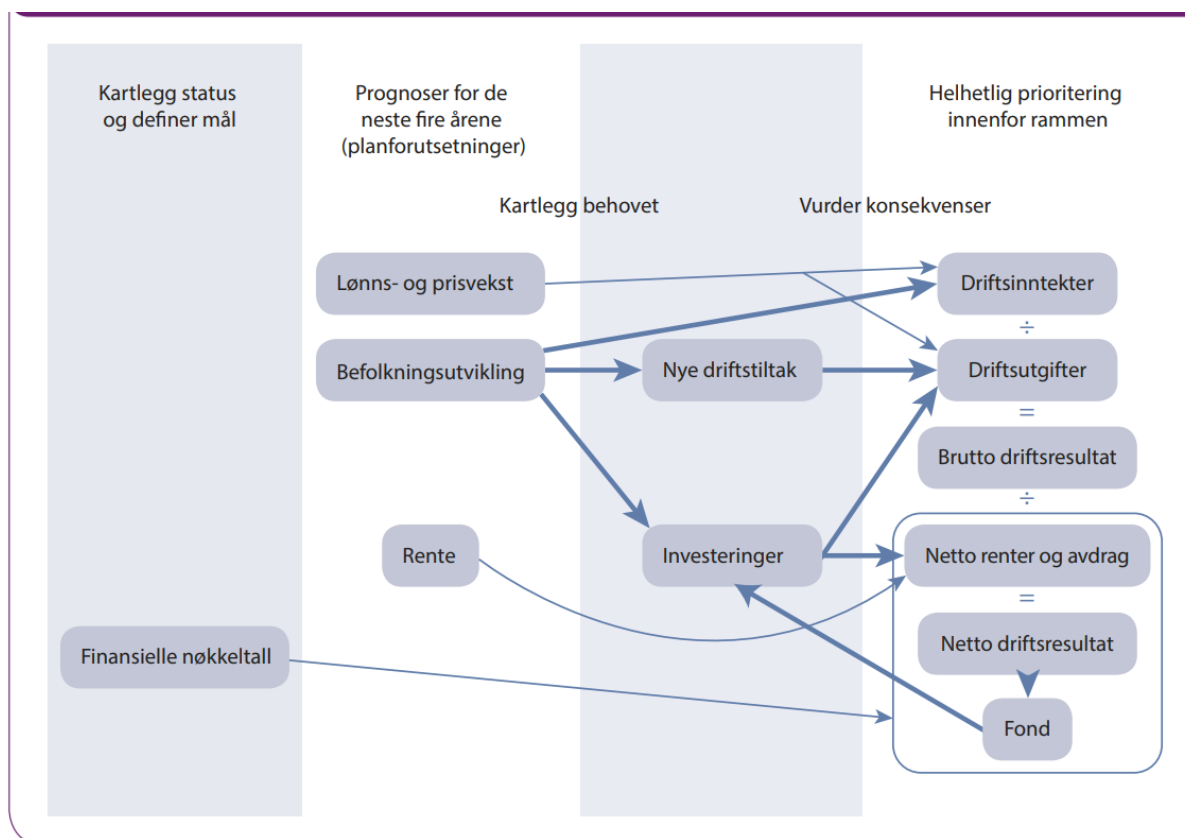 Kartlegg status
og definer mål
Prognoser for de
neste fire årene
(planforutsetninger)
Helhetlig prioritering
innenfor rammen
Kartlegg behovet
Vurder konsekvenser
Lønns- og prisvekst
Driftsinntekter
÷
Befolkningsutvikling
Nye driftstiltak
Driftsutgifter
=
Brutto driftsresultat
÷
Rente
Investeringer
Netto renter og avdrag
=
Finansielle nøkkeltall
Netto driftsresultat
Fond